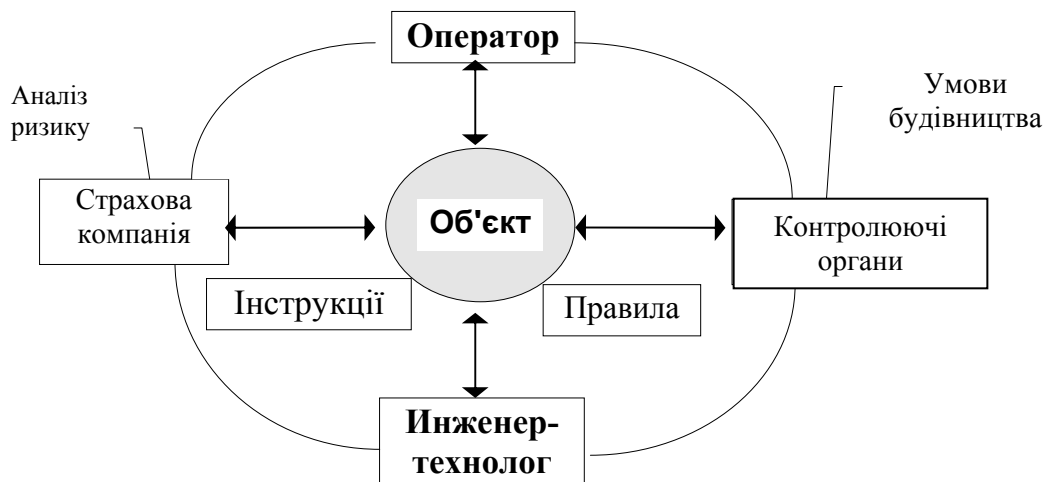 Оператор
Аналіз
ризику
Умови
будівництва
Страхова
компанія
Об'єкт
Контролюючі
органи
Інструкції
Правила
Инженер-
технолог